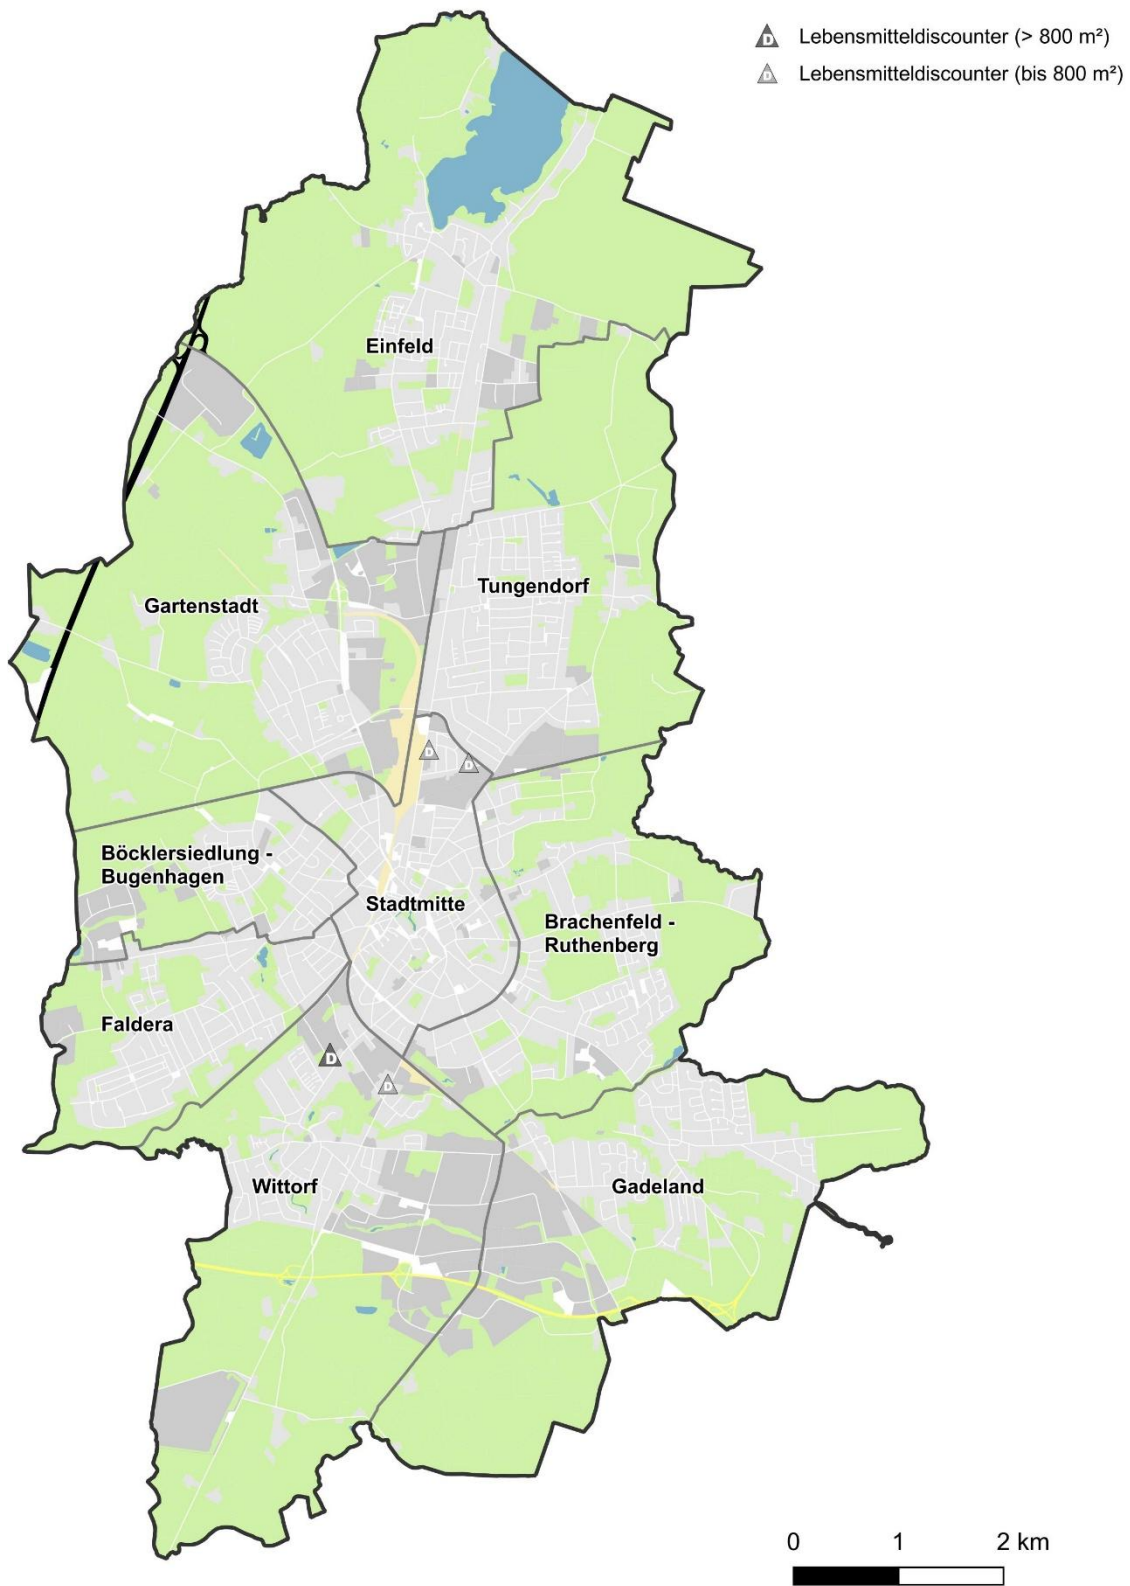 D Lebensmitteldiscounter (> 800 m²)
D Lebensmitteldiscounter (bis 800 m²)
Einfeld
Tungendorf
Gartenstadt
D
D
Böcklersiedlung -
Bugenhagen
Stadtmitte
Brachenfeld -
Ruthenberg
Faldera
D
D
Wittorf
Gadeland
0 1 2 km